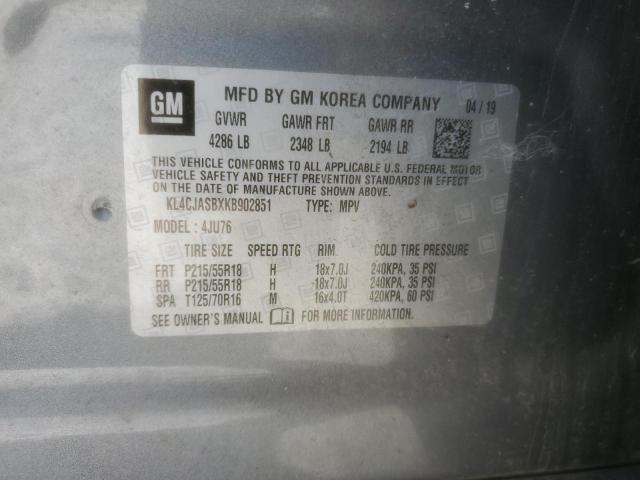 GM
MFD BY GM KOREA COMPANY 04 / 19
GVWR GAWR FRT GAWR RR
4286 LB 2348 LB 2194 LB
THIS VEHICLE CONFORMS TO ALL APPLICABLE U.S. FEDERAL MOTOR
VEHICLE SAFETY AND THEFT PREVENTION STANDARDS IN EFFECT
ON THE DATE OF MANUFACTURE SHOWN ABOVE.
KL4CJASBXKB902851 TYPE: MPV
MODEL : 4JU76
TIRE SIZE SPEED RTG RIM COLD TIRE PRESSURE
FRT P215/55R18 H 18x7.0J 240KPA, 35 PSI
RR P215/55R18 H 18x7.0J 240KPA, 35 PSI
SPA T125/70R16 M 16x4.0T 420KPA, 60 PSI
SEE OWNER'S MANUAL FOR MORE INFORMATION.